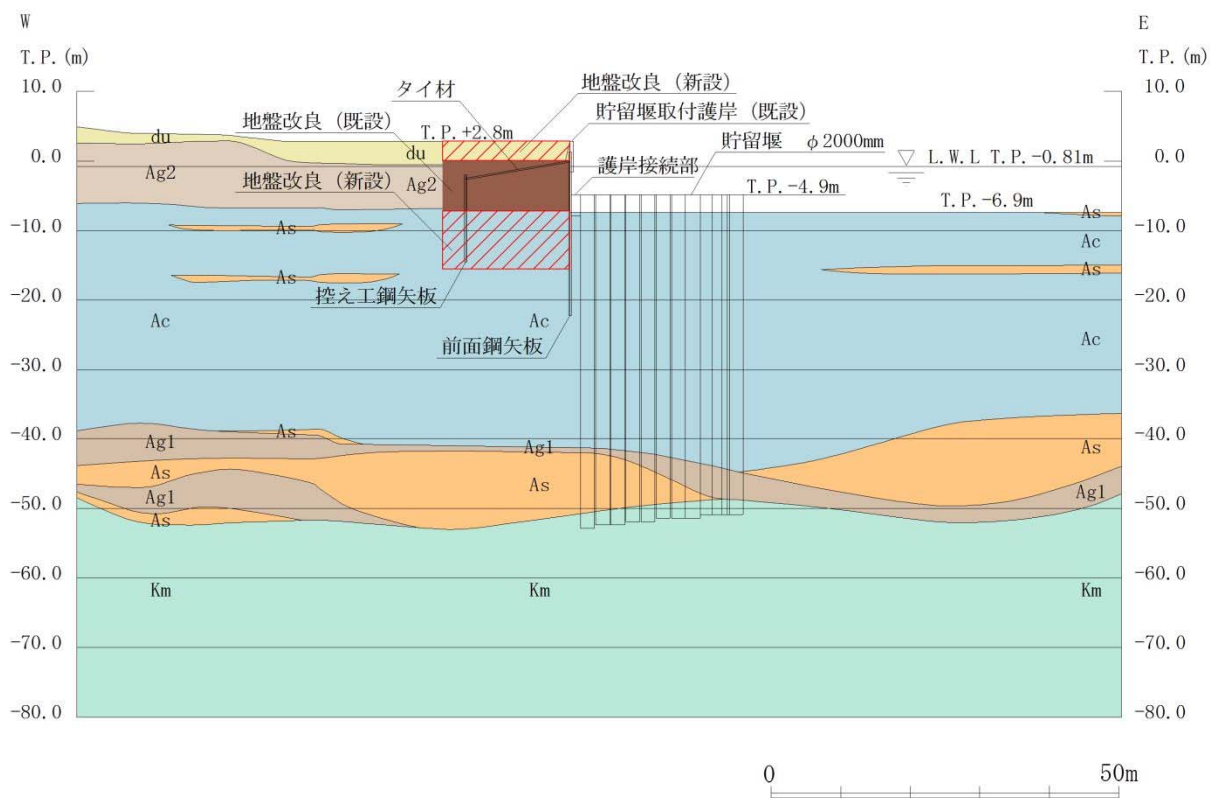 W
E
T.P.(m)
T.P.(m)
10.0
10.0
0.0
0.0
-10.0
-10.0
-20.0
-20.0
-30.0
-30.0
-40.0
-40.0
-50.0
-50.0
-60.0
-60.0
-70.0
-70.0
-80.0
-80.0
タイ材
地盤改良（新設）
地盤改良（既設）
T.P.+2.8m
貯留堰取付護岸（既設）
貯留堰 φ2000mm
L.W.L T.P.-0.81m
護岸接続部
T.P.-4.9m
T.P.-6.9m
地盤改良（新設）
控え工鋼矢板
前面鋼矢板
du
du
Ag2
Ag2
As
As
Ac
As
As
Ac
Ac
Ac
As
Ag1
Ag1
As
As
As
Ag1
Ag1
As
Km
Km
Km
0
50m